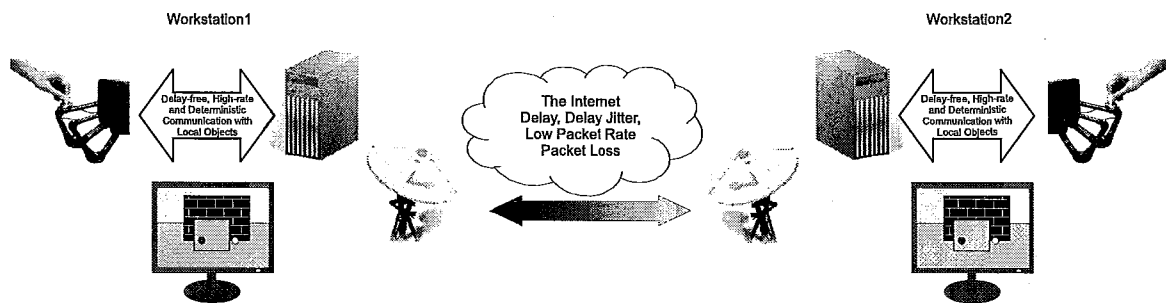 Workstation1
Delay-free, High-rate
and Deterministic
Communication with
Local Objects
The Internet
Delay, Delay Jitter,
Low Packet Rate
Packet Loss
Workstation2
Delay-free, High-rate
and Deterministic
Communication with
Local Objects